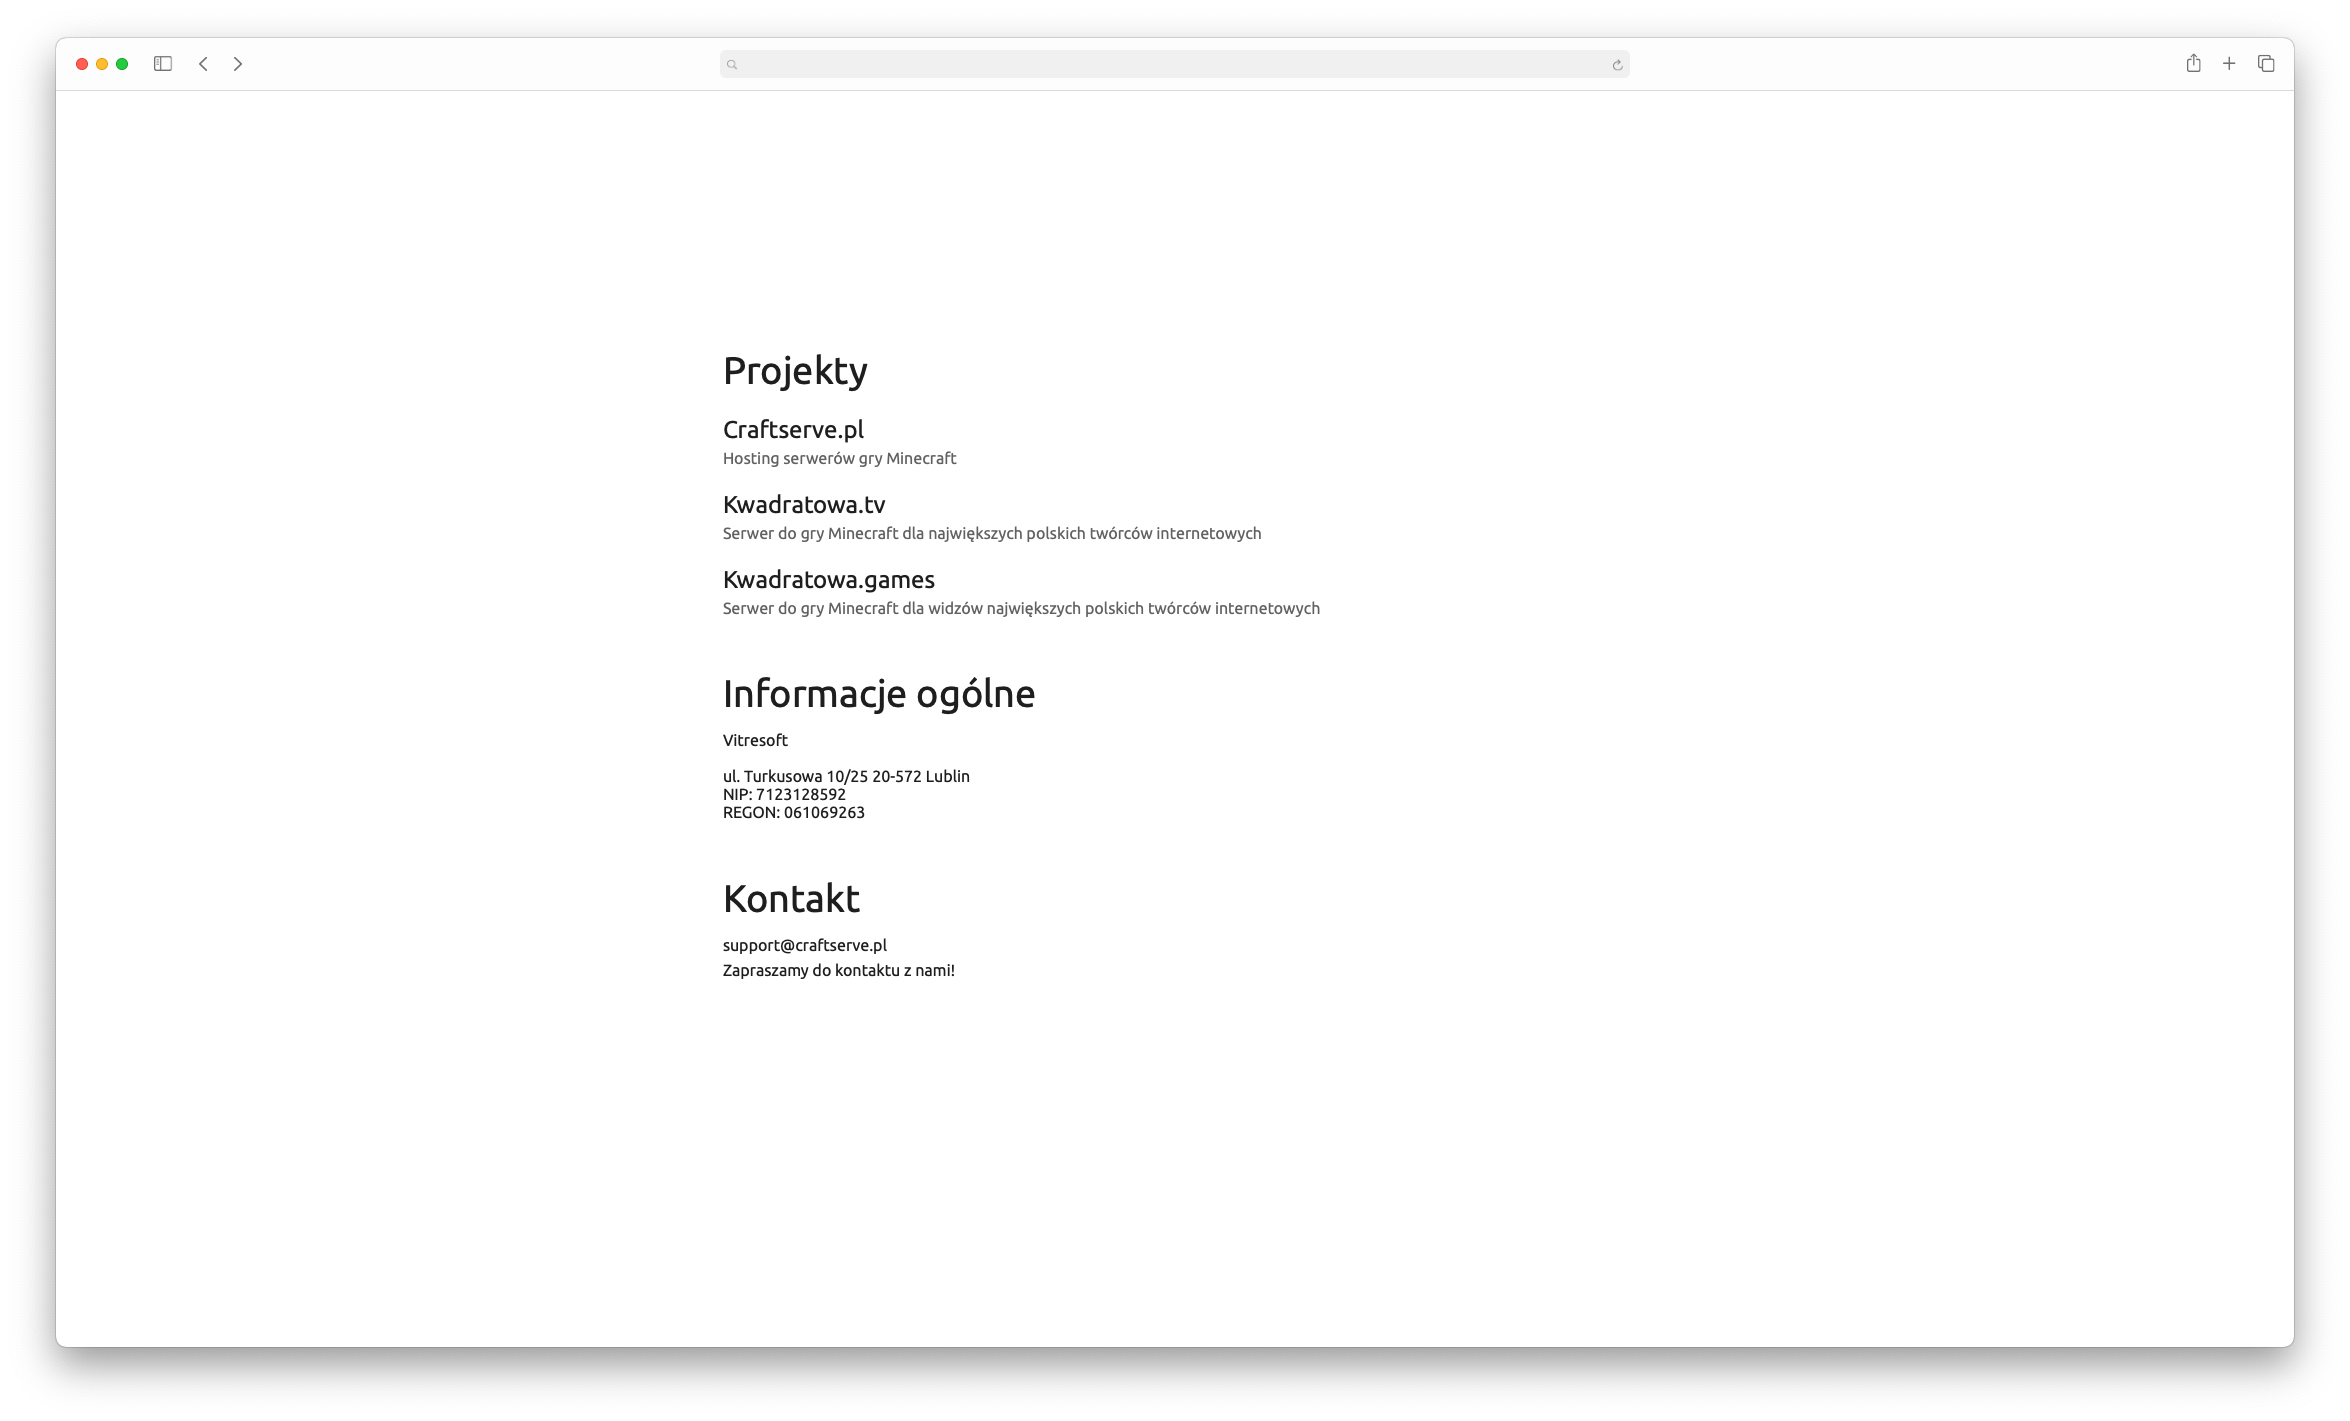 Projekty
Craftserve.pl
Hosting serwerów gry Minecraft
Kwadratowa.tv
Serwer do gry Minecraft dla największych polskich twórców internetowych
Kwadratowa.games
Serwer do gry Minecraft dla widzów największych polskich twórców internetowych
Informacje ogólne
Vitresoft
ul. Turkusowa 10/25 20-572 Lublin
NIP: 7123128592
REGON: 061069263
Kontakt
support@craftserve.pl
Zapraszamy do kontaktu z nami!